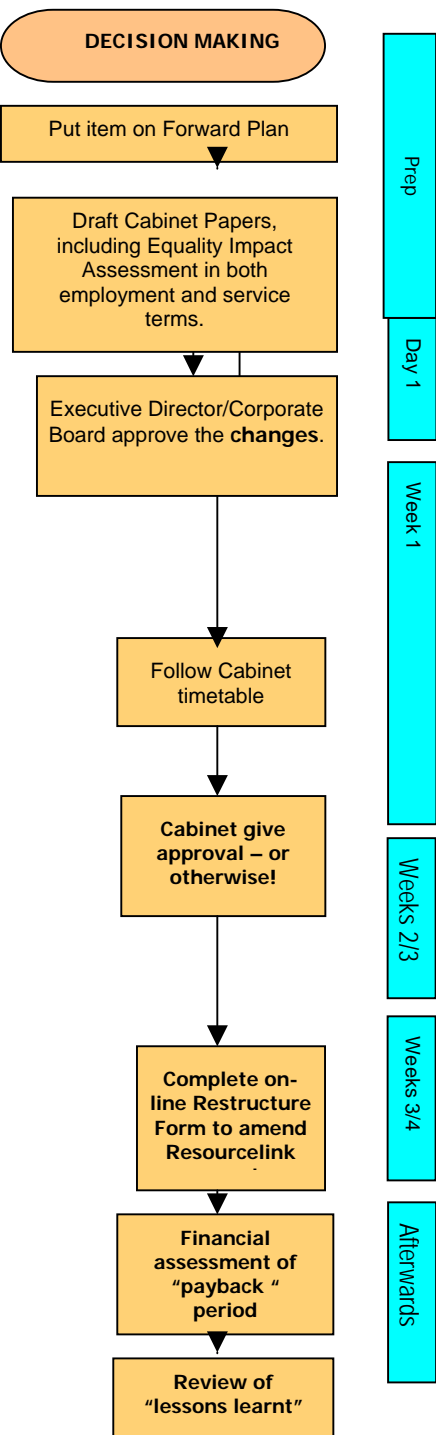 DECISION MAKING
Put item on Forward Plan
Draft Cabinet Papers,
including Equality Impact
Assessment in both
employment and service
terms.
Executive Director/Corporate
Board approve the changes.
Follow Cabinet
timetable
Cabinet give
approval – or
otherwise!
Complete on-
line Restructure
Form to amend
Resourcelink
Financial
assessment of
“payback “
period
Review of
“lessons learnt”
Prep
Day 1
Week 1
Weeks 2/3
Weeks 3/4
Afterwards